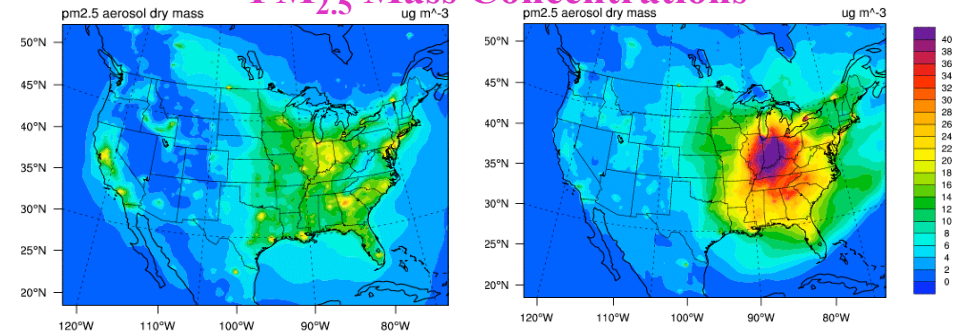 PM2.5 Mass Concentrations
pm2.5 aerosol dry mass
ug m^-3
50°N
45°N
40°N
35°N
30°N
25°N
20°N
120°W
110°W
100°W
90°W
80°W
pm2.5 aerosol dry mass
ug m^-3
50°N
45°N
40°N
35°N
30°N
25°N
20°N
120°W
110°W
100°W
90°W
80°W
40
38
36
34
32
30
28
26
24
22
20
18
16
14
12
10
8
6
4
2
0